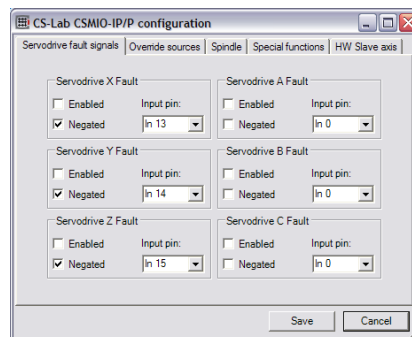 CS-Lab CSMIO-IP/P configuration
Servodrive fault signals Override sources Spindle Special functions HW Slave axis
Servodrive X Fault
Enabled Input pin:
Negated In 13
Servodrive A Fault
Enabled Input pin:
Negated In 0
Servodrive Y Fault
Enabled Input pin:
Negated In 14
Servodrive B Fault
Enabled Input pin:
Negated In 0
Servodrive Z Fault
Enabled Input pin:
Negated In 15
Servodrive C Fault
Enabled Input pin:
Negated In 0
Save Cancel